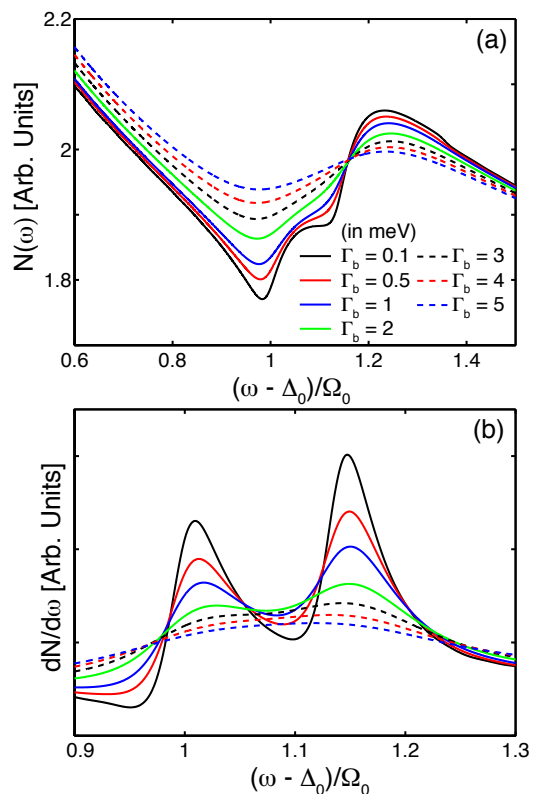 (a)
2.2
2
1.8
N(ω) [Arb. Units]
(in meV)
Γb = 0.1
Γb = 0.5
Γb = 1
Γb = 2
Γb = 3
Γb = 4
Γb = 5
0.6 0.8 1 1.2 1.4
(ω - Δ0)/Ω0
(b)
dN/dω [Arb. Units]
0.9 1 1.1 1.2 1.3
(ω - Δ0)/Ω0